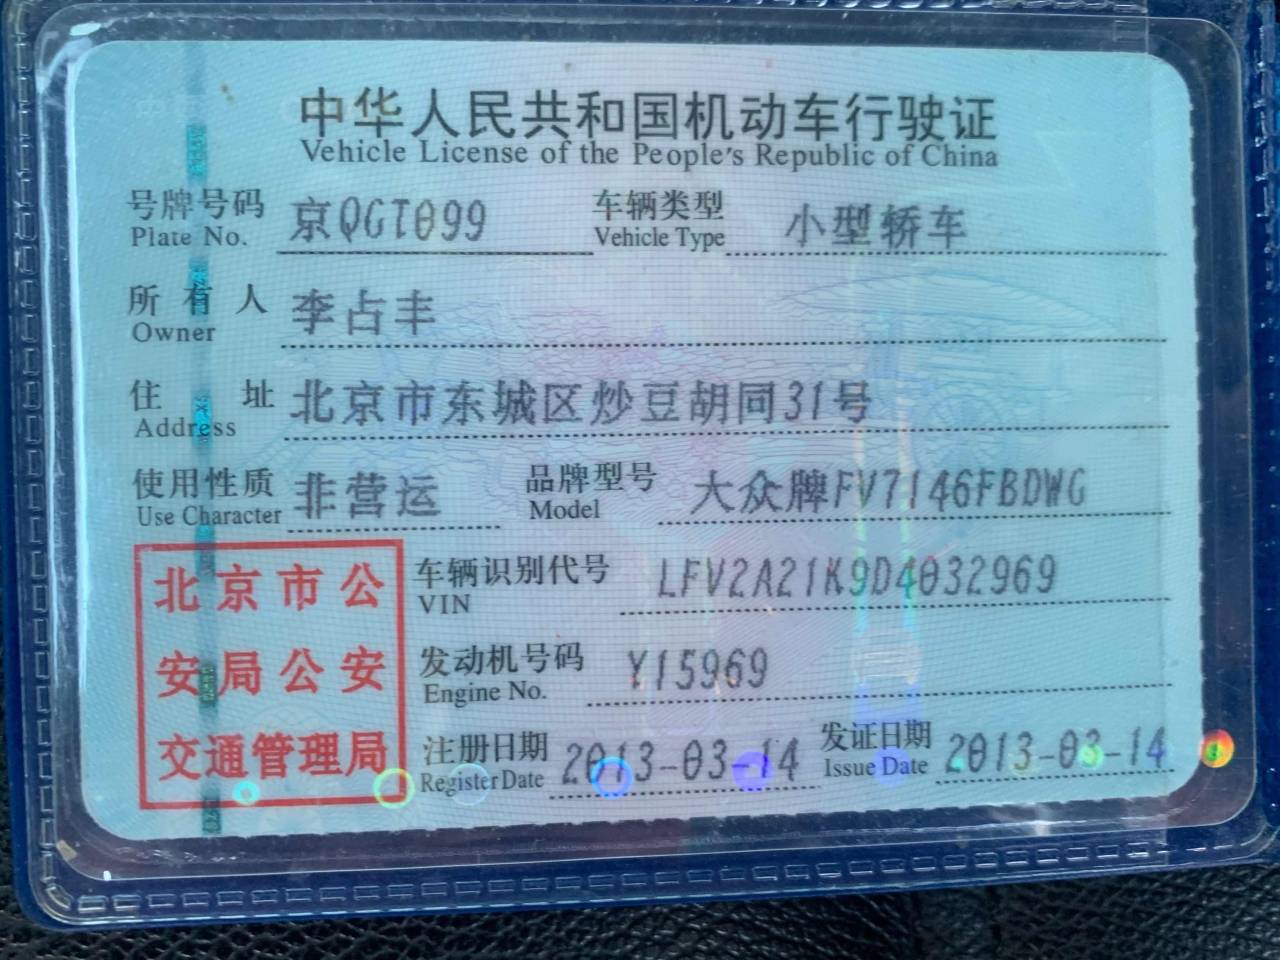 中华人民共和国机动车行驶证
Vehicle License of the People's Republic of China
号牌号码 京QGT099 车辆类型 小型轿车
Plate No. Vehicle Type
所有人 李占丰
Owner
住址 北京市东城区炒豆胡同31号
Address
使用性质 非营运 品牌型号 大众牌FV7146FBDWG
Use Character Model
北京市公
安局公安
交通管理局
车辆识别代号 LFV2A21K9D4032969
VIN
发动机号码 Y15969
Engine No.
注册日期 2013-03-14 发证日期 2013-03-14
Register Date Issue Date